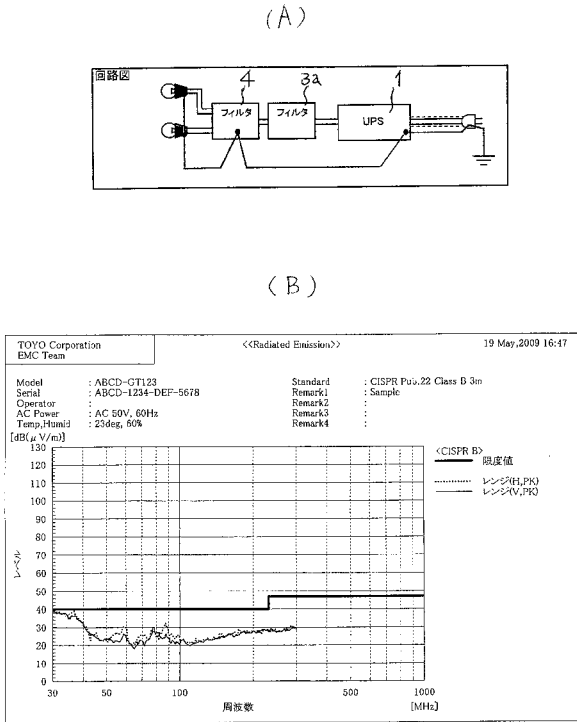 (A)
回路図
4
3a
1
フィルタ
フィルタ
UPS
(B)
TOYO Corporation
EMC Team
<<Radiated Emission>>
19 May,2009 16:47
Model : ABCD-GT123
Serial : ABCD-1234-DEF-5678
Operator :
AC Power : AC 50V, 60Hz
Temp,Humid : 23deg, 60%
Standard : CISPR Pub.22 Class B 3m
Remark1 : Sample
Remark2 :
Remark3 :
Remark4 :
[dB(μV/m)]
<CISPR B>
限度値
レンジ(H,PK)
レンジ(V,PK)
130
120
110
100
90
80
70
60
50
40
30
20
10
0
レベル
30
50
100
500
1000
周波数
[MHz]